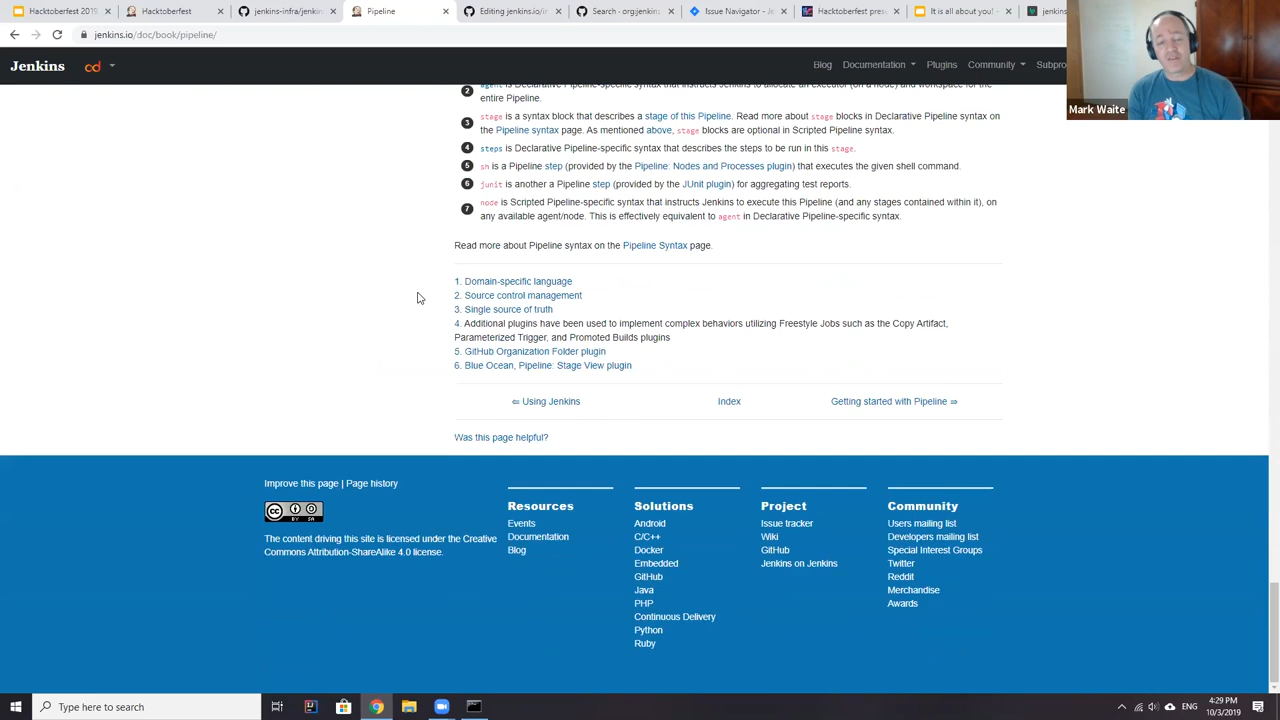 Hacktoberfest 2019
Hacktoberfest
jenkins-infra/jenkins
Pipeline
Editing jenkins.io/
Search · org:jenkins
Issue Navigator - Je
Hacktoberfest pres
It is all about you! -
jenkins
jenkins.io/doc/book/pipeline/
Jenkins
Blog
Documentation
Plugins
Community
Subpro
Mark Waite
2 agent is Declarative Pipeline-specific syntax that instructs Jenkins to allocate an executor (on a node) and workspace for the
entire Pipeline.
3 stage is a syntax block that describes a stage of this Pipeline. Read more about stage blocks in Declarative Pipeline syntax on
the Pipeline syntax page. As mentioned above, stage blocks are optional in Scripted Pipeline syntax.
4 steps is Declarative Pipeline-specific syntax that describes the steps to be run in this stage.
5 sh is a Pipeline step (provided by the Pipeline: Nodes and Processes plugin) that executes the given shell command.
6 junit is another a Pipeline step (provided by the JUnit plugin) for aggregating test reports.
7 node is Scripted Pipeline-specific syntax that instructs Jenkins to execute this Pipeline (and any stages contained within it), on
any available agent/node. This is effectively equivalent to agent in Declarative Pipeline-specific syntax.
Read more about Pipeline syntax on the Pipeline Syntax page.
1. Domain-specific language
2. Source control management
3. Single source of truth
4. Additional plugins have been used to implement complex behaviors utilizing Freestyle Jobs such as the Copy Artifact,
Parameterized Trigger, and Promoted Builds plugins
5. GitHub Organization Folder plugin
6. Blue Ocean, Pipeline: Stage View plugin
⇐ Using Jenkins
Index
Getting started with Pipeline ⇒
Was this page helpful?
Improve this page | Page history
BY SA
The content driving this site is licensed under the Creative
Commons Attribution-ShareAlike 4.0 license.
Resources
Events
Documentation
Blog
Solutions
Android
C/C++
Docker
Embedded
GitHub
Java
PHP
Continuous Delivery
Python
Ruby
Project
Issue tracker
Wiki
GitHub
Jenkins on Jenkins
Community
Users mailing list
Developers mailing list
Special Interest Groups
Twitter
Reddit
Merchandise
Awards
Type here to search
ENG
4:29 PM
10/3/2019